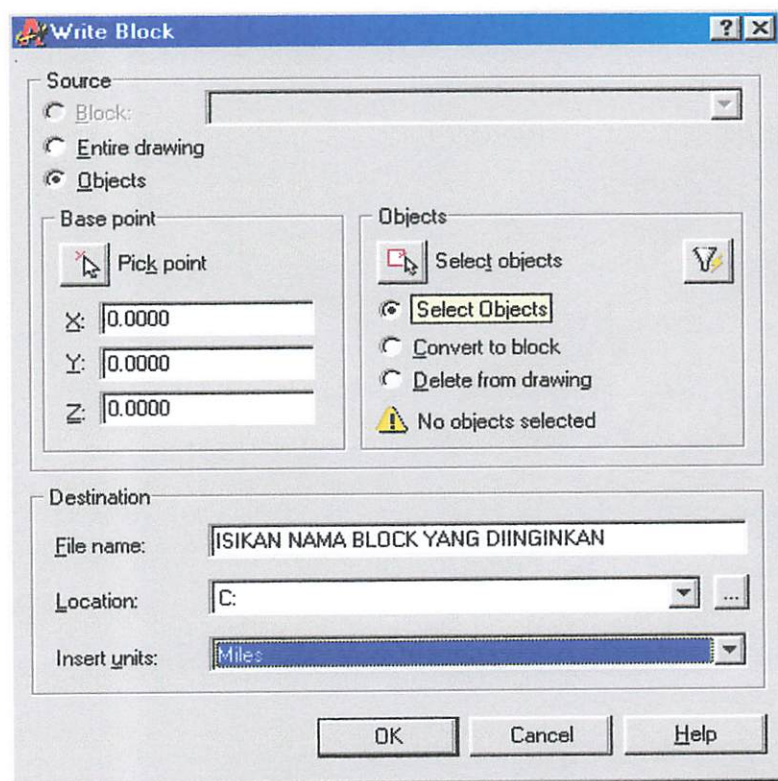 Write Block
Source
Block:
Entire drawing
Objects
Base point
Pick point
X: 0.0000
Y: 0.0000
Z: 0.0000
Objects
Select objects
Select Objects
Convert to block
Delete from drawing
No objects selected
Destination
File name: ISIKAN NAMA BLOCK YANG DIINGINKAN
Location: C: ...
Insert units: Miles
OK Cancel Help